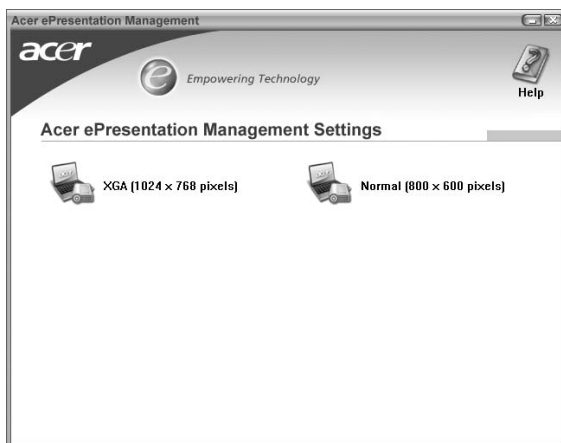 Acer ePresentation Management
acer
e Empowering Technology
Help
Acer ePresentation Management Settings
XGA (1024 x 768 pixels)
Normal (800 x 600 pixels)